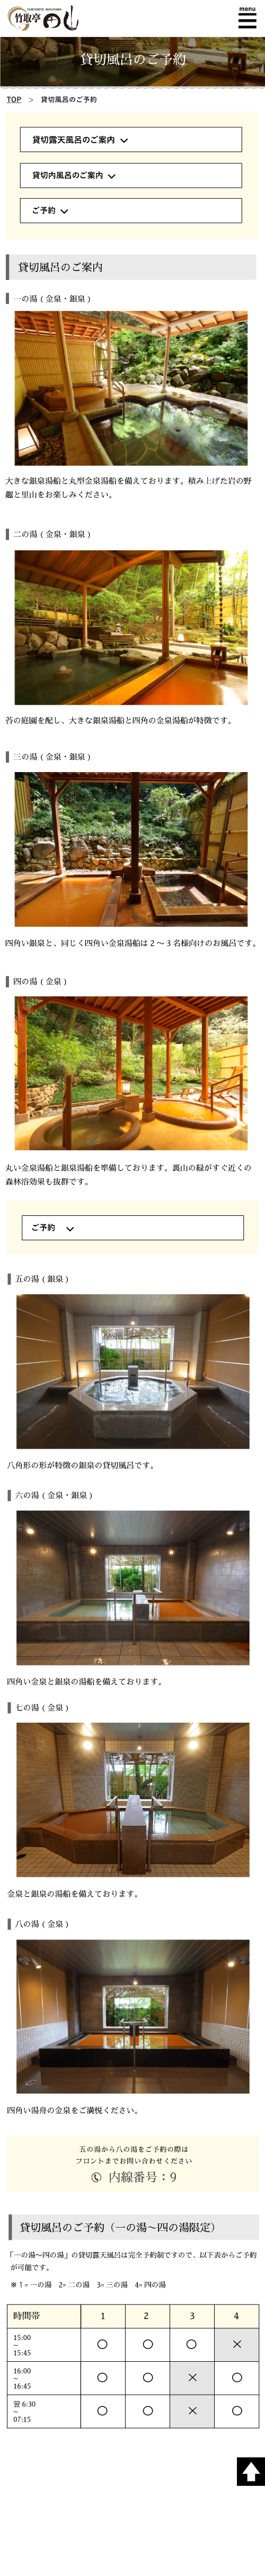 竹取亭
menu
貸切風呂のご予約
TOP ＞ 貸切風呂のご予約
貸切露天風呂のご案内
貸切内風呂のご案内
ご予約
貸切風呂のご案内
一の湯 ( 金泉・銀泉 )
大きな銀泉湯船と丸型金泉湯船を備えております。積み上げた岩の野
趣と里山をお楽しみください。
二の湯 ( 金泉・銀泉 )
苔の庭園を配し、大きな銀泉湯船と四角の金泉湯船が特徴です。
三の湯 ( 金泉・銀泉 )
四角い銀泉と、同じく四角い金泉湯船は２～３名様向けのお風呂です。
四の湯 ( 金泉 )
丸い金泉湯船と銀泉湯船を準備しております。裏山の緑がすぐ近くの
森林浴効果も抜群です。
ご予約
五の湯 ( 銀泉 )
八角形の形が特徴の銀泉の貸切風呂です。
六の湯 ( 金泉・銀泉 )
四角い金泉と銀泉の湯船を備えております。
七の湯 ( 金泉 )
金泉と銀泉の湯船を備えております。
八の湯 ( 金泉 )
四角い湯舟の金泉をご満悦ください。
五の湯から八の湯をご予約の際は
フロントまでお問い合わせください
内線番号：9
貸切風呂のご予約（一の湯～四の湯限定）
「一の湯～四の湯」の貸切露天風呂は完全予約制ですので、以下表からご予約
が可能です。
※ 1 = 一の湯 2= 二の湯 3= 三の湯 4= 四の湯
時間帯 1 2 3 4
15:00
~
15:45
○ ○ ○ ×
16:00
~
16:45
○ ○ × ○
翌 6:30
~
07:15
○ ○ × ○